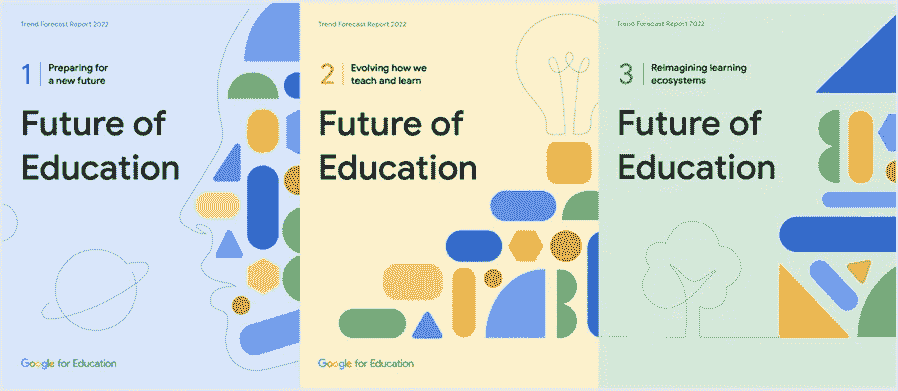 Trend Forecast Report 2022
1
Preparing for
a new future
Future of
Education
Google for Education
Trend Forecast Report 2022
2
Evolving how we
teach and learn
Future of
Education
Google for Education
Trend Forecast Report 2022
3
Reimagining learning
ecosystems
Future of
Education